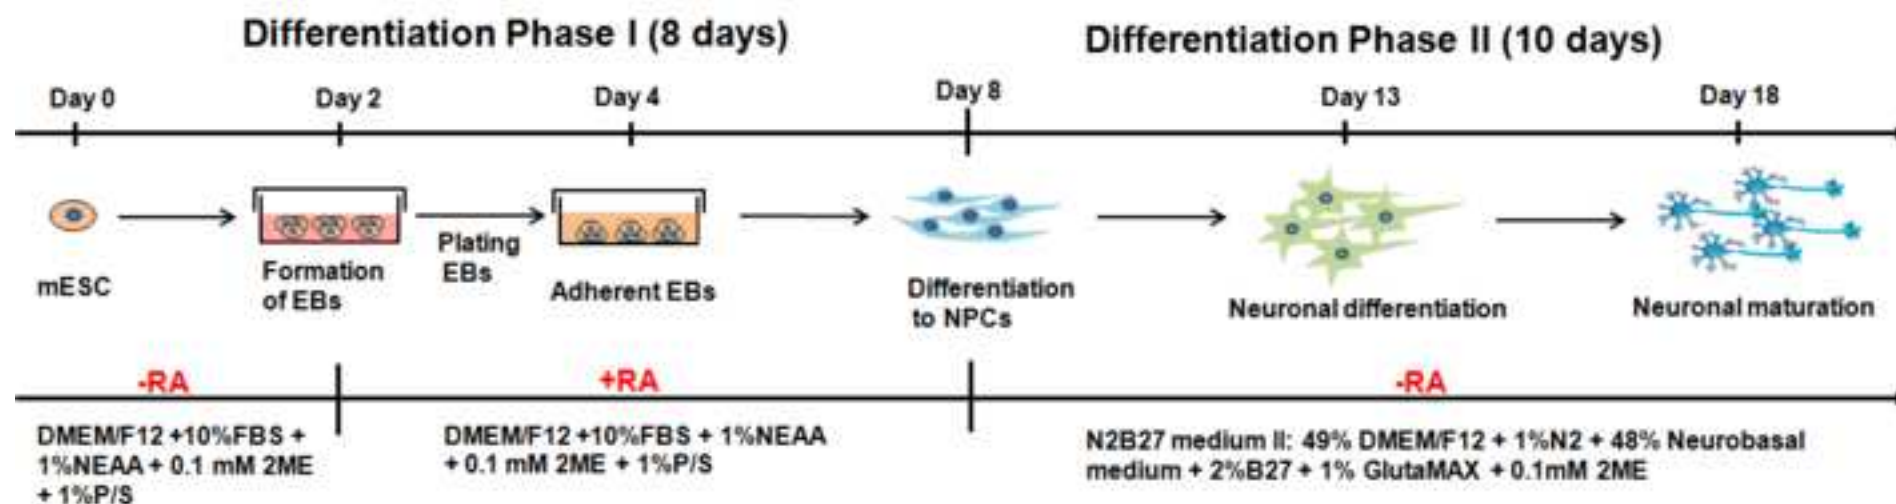 Differentiation Phase I (8 days)
Differentiation Phase II (10 days)
Day 0
Day 2
Day 4
Day 8
Day 13
Day 18
mESC
Formation
of EBs
Plating
EBs
Adherent EBs
Differentiation
to NPCs
Neuronal differentiation
Neuronal maturation
-RA
+RA
-RA
DMEM/F12 +10%FBS +
1%NEAA + 0.1 mM 2ME
+ 1%P/S
DMEM/F12 +10%FBS + 1%NEAA
+ 0.1 mM 2ME + 1%P/S
N2B27 medium II: 49% DMEM/F12 + 1%N2 + 48% Neurobasal
medium + 2%B27 + 1% GlutaMAX + 0.1mM 2ME